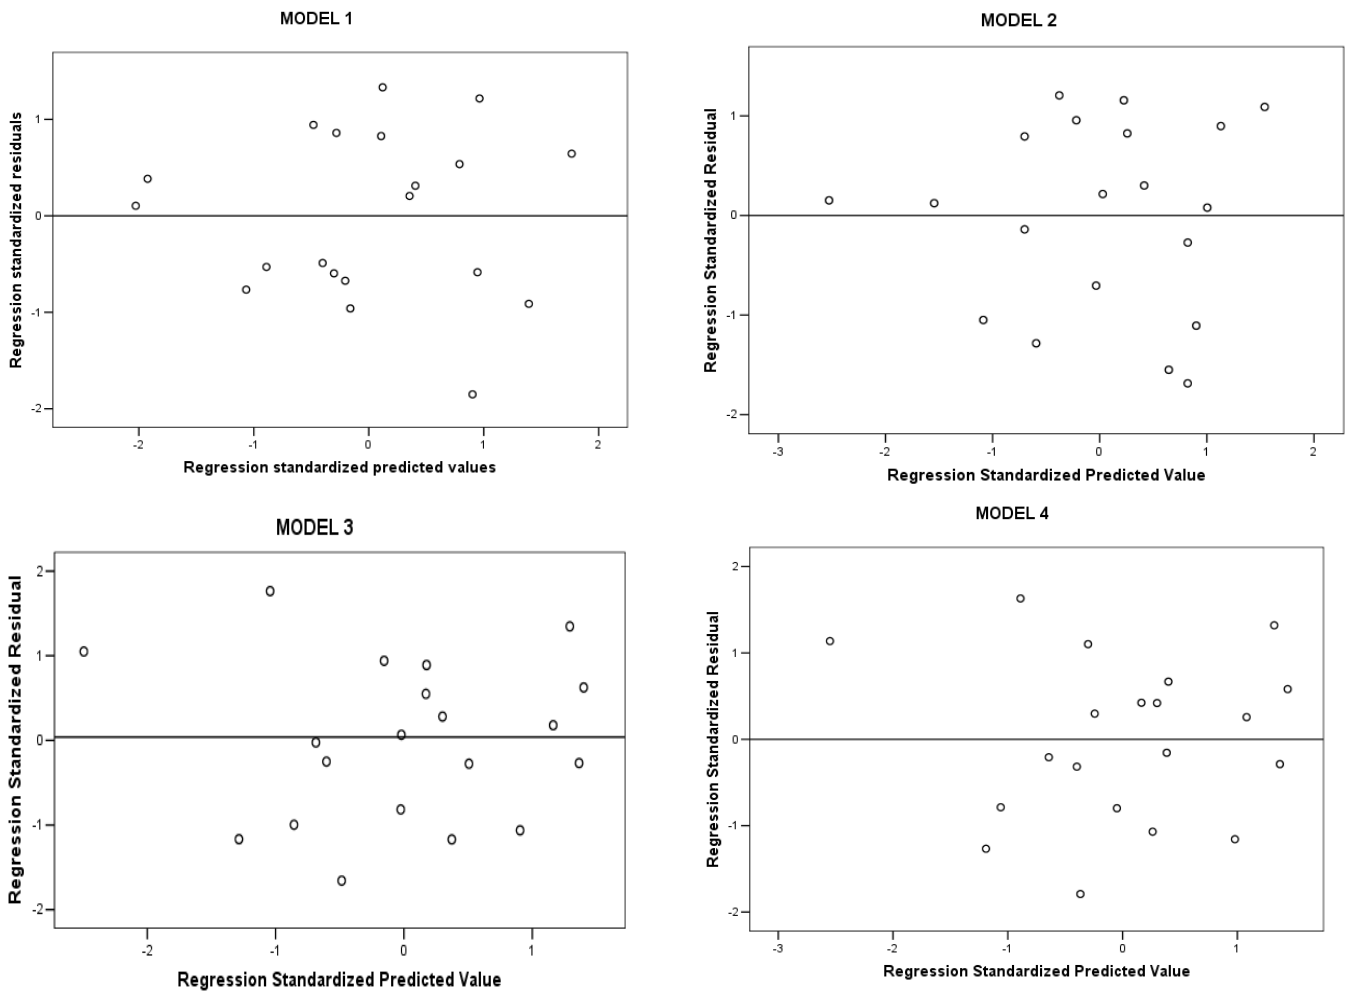 MODEL 1
Regression standardized residuals
1
0
-1
-2
-2 -1 0 1 2
Regression standardized predicted values
MODEL 2
Regression Standardized Residual
1
0
-1
-2
-3 -2 -1 0 1 2
Regression Standardized Predicted Value
MODEL 3
Regression Standardized Residual
2
1
0
-1
-2
-2 -1 0 1
Regression Standardized Predicted Value
MODEL 4
Regression Standardized Residual
2
1
0
-1
-2
-3 -2 -1 0 1
Regression Standardized Predicted Value